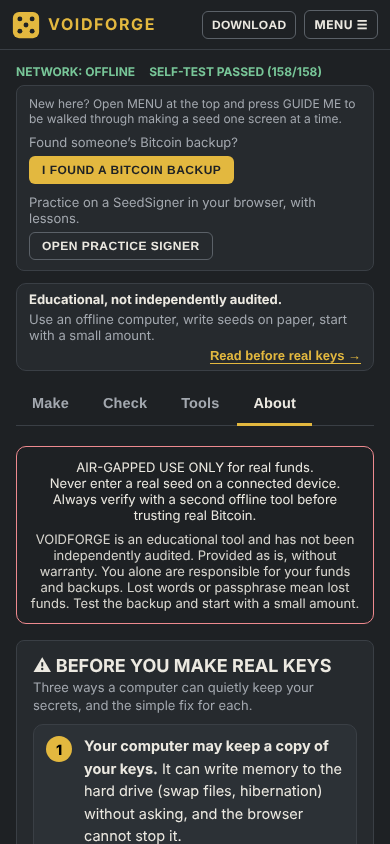 VOIDFORGE
DOWNLOAD
MENU ☰
NETWORK: OFFLINE SELF-TEST PASSED (158/158)
New here? Open MENU at the top and press GUIDE ME to
be walked through making a seed one screen at a time.
Found someone’s Bitcoin backup?
I FOUND A BITCOIN BACKUP
Practice on a SeedSigner in your browser, with
lessons.
OPEN PRACTICE SIGNER
Educational, not independently audited.
Use an offline computer, write seeds on paper, start
with a small amount.
Read before real keys →
Make Check Tools About
AIR-GAPPED USE ONLY for real funds.
Never enter a real seed on a connected device.
Always verify with a second offline tool before
trusting real Bitcoin.
VOIDFORGE is an educational tool and has not been
independently audited. Provided as is, without
warranty. You alone are responsible for your funds
and backups. Lost words or passphrase mean lost
funds. Test the backup and start with a small amount.
⚠ BEFORE YOU MAKE REAL KEYS
Three ways a computer can quietly keep your
secrets, and the simple fix for each.
1 Your computer may keep a copy of
your keys. It can write memory to the
hard drive (swap files, hibernation)
without asking, and the browser
cannot stop it.